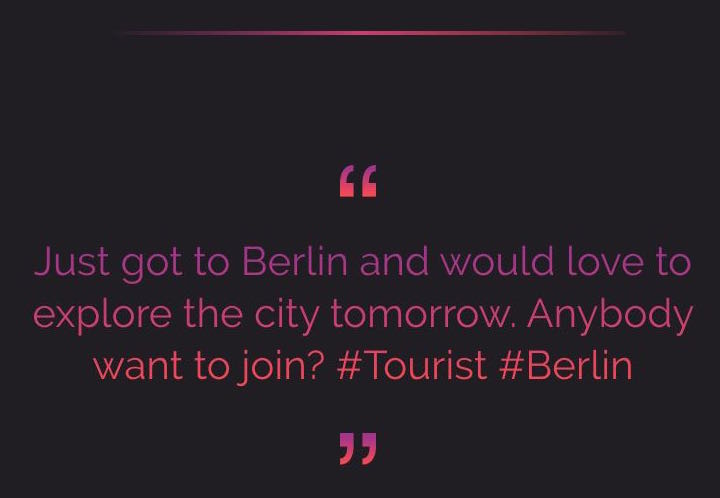 “
Just got to Berlin and would love to
explore the city tomorrow. Anybody
want to join? #Tourist #Berlin
”